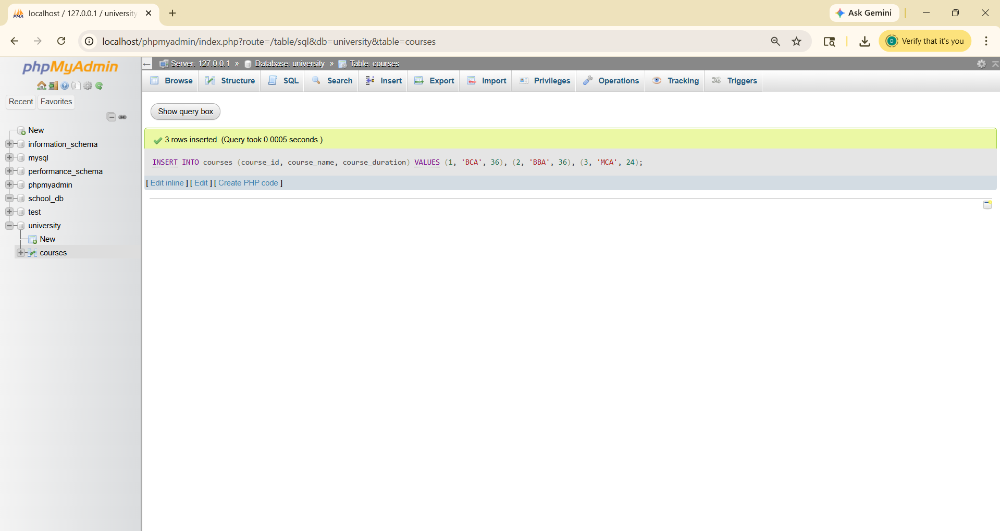 localhost / 127.0.0.1 / university
Ask Gemini
localhost/phpmyadmin/index.php?route=/table/sql&db=university&table=courses
D
Verify that it's you
phpMyAdmin
Recent
Favorites
New
information_schema
mysql
performance_schema
phpmyadmin
school_db
test
university
New
courses
Server: 127.0.0.1 » Database: university » Table: courses
Browse
Structure
SQL
Search
Insert
Export
Import
Privileges
Operations
Tracking
Triggers
Show query box
3 rows inserted. (Query took 0.0005 seconds.)
INSERT INTO courses (course_id, course_name, course_duration) VALUES (1, 'BCA', 36), (2, 'BBA', 36), (3, 'MCA', 24);
[ Edit inline ] [ Edit ] [ Create PHP code ]